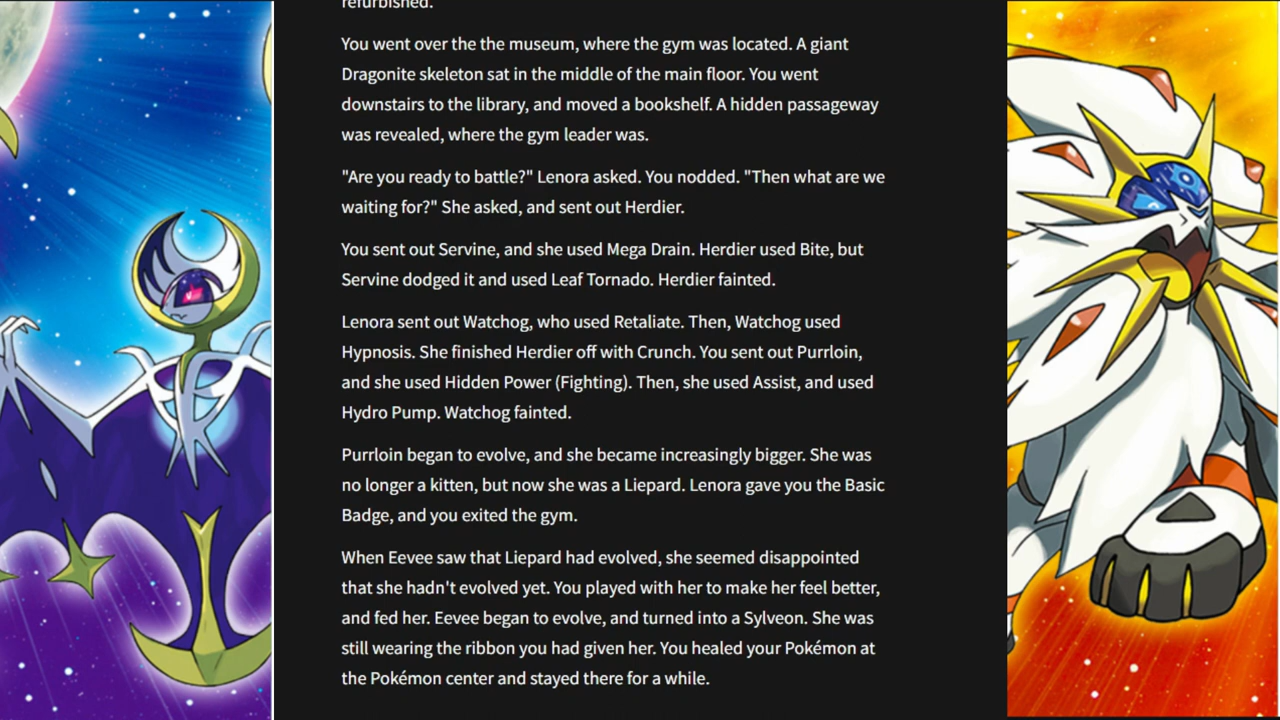 refurbished.
You went over the the museum, where the gym was located. A giant
Dragonite skeleton sat in the middle of the main floor. You went
downstairs to the library, and moved a bookshelf. A hidden passageway
was revealed, where the gym leader was.
"Are you ready to battle?" Lenora asked. You nodded. "Then what are we
waiting for?" She asked, and sent out Herdier.
You sent out Servine, and she used Mega Drain. Herdier used Bite, but
Servine dodged it and used Leaf Tornado. Herdier fainted.
Lenora sent out Watchog, who used Retaliate. Then, Watchog used
Hypnosis. She finished Herdier off with Crunch. You sent out Purrloin,
and she used Hidden Power (Fighting). Then, she used Assist, and used
Hydro Pump. Watchog fainted.
Purrloin began to evolve, and she became increasingly bigger. She was
no longer a kitten, but now she was a Liepard. Lenora gave you the Basic
Badge, and you exited the gym.
When Eevee saw that Liepard had evolved, she seemed disappointed
that she hadn't evolved yet. You played with her to make her feel better,
and fed her. Eevee began to evolve, and turned into a Sylveon. She was
still wearing the ribbon you had given her. You healed your Pokémon at
the Pokémon center and stayed there for a while.